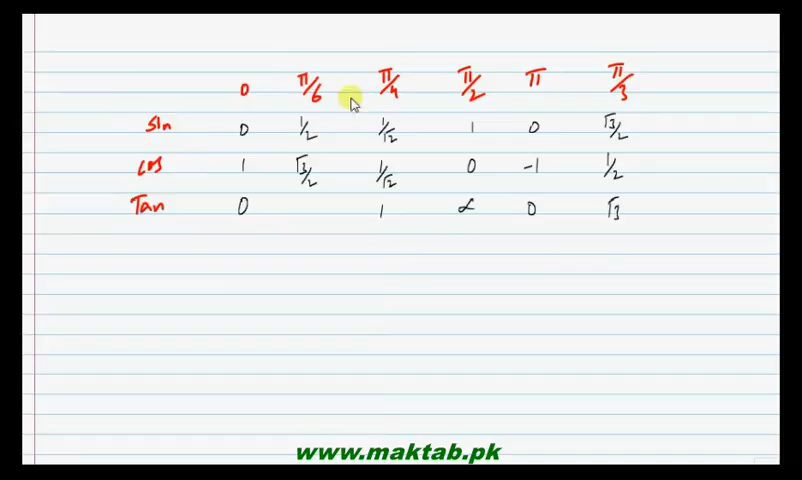 0 π/6 π/4 π/2 π π/3
Sin 0 1/2 1/√2 1 0 √3/2
Cos 1 √3/2 1/√2 0 -1 1/2
Tan 0 1 ∝ 0 √3
www.maktab.pk